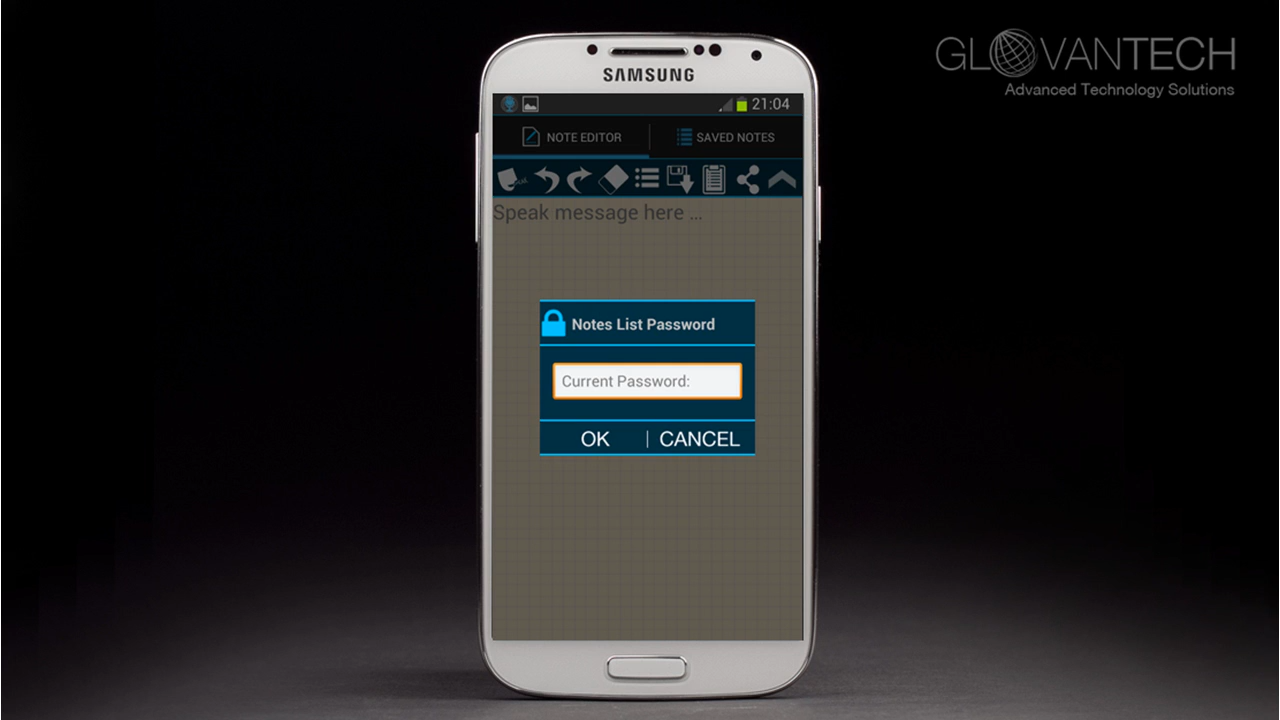 GLOVANTECH
Advanced Technology Solutions
SAMSUNG
21:04
NOTE EDITOR
SAVED NOTES
Speak message here ...
Notes List Password
Current Password:
OK | CANCEL